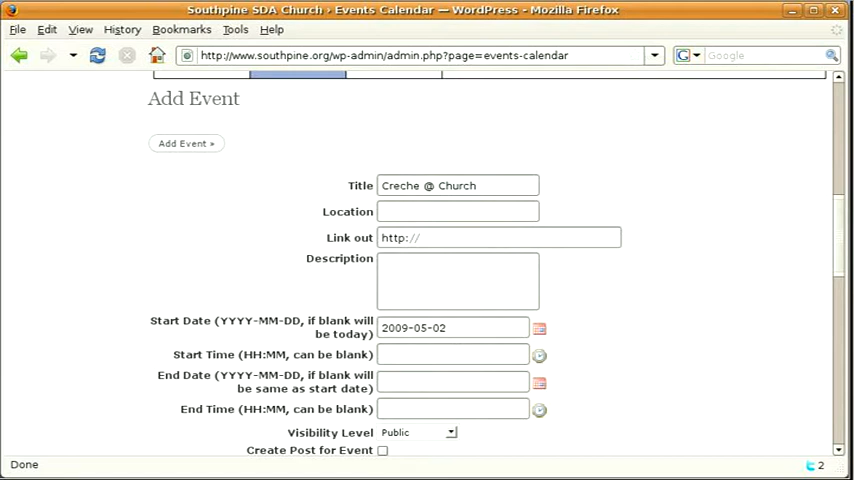 Southpine SDA Church › Events Calendar — WordPress - Mozilla Firefox
File Edit View History Bookmarks Tools Help
http://www.southpine.org/wp-admin/admin.php?page=events-calendar
G Google
Add Event
Add Event »
Title Creche @ Church
Location
Link out http://
Description
Start Date (YYYY-MM-DD, if blank will
be today) 2009-05-02
Start Time (HH:MM, can be blank)
End Date (YYYY-MM-DD, if blank will
be same as start date)
End Time (HH:MM, can be blank)
Visibility Level Public
Create Post for Event
Done 2